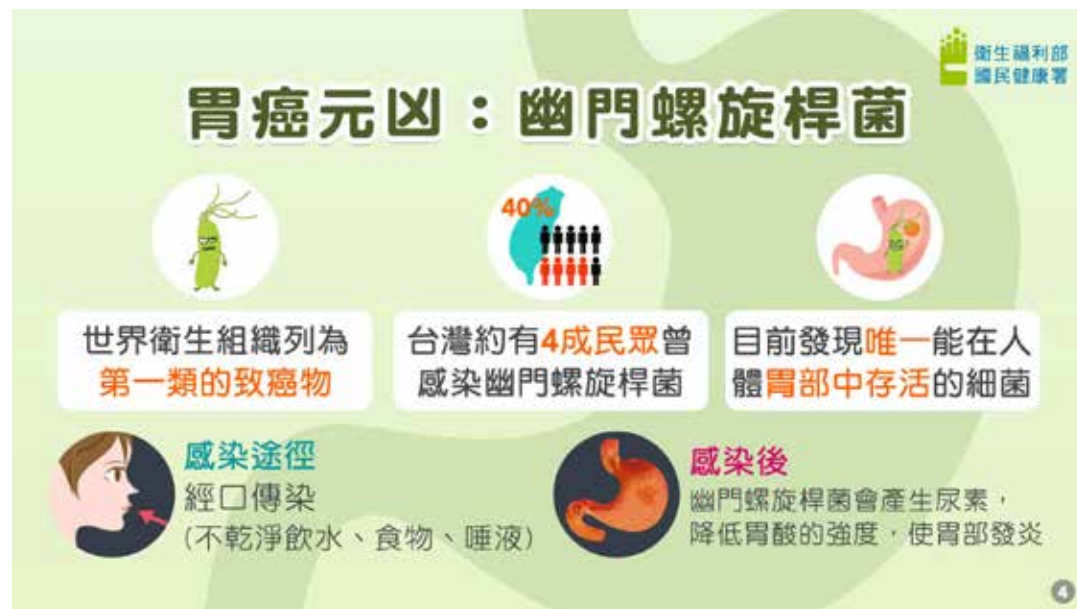 衛生福利部
國民健康署
胃癌元凶：幽門螺旋桿菌
40%
世界衛生組織列為
第一類的致癌物
台灣約有4成民眾曾
感染幽門螺旋桿菌
目前發現唯一能在人
體胃部中存活的細菌
感染途徑
經口傳染
(不乾淨飲水、食物、唾液)
感染後
幽門螺旋桿菌會產生尿素，
降低胃酸的強度，使胃部發炎
4